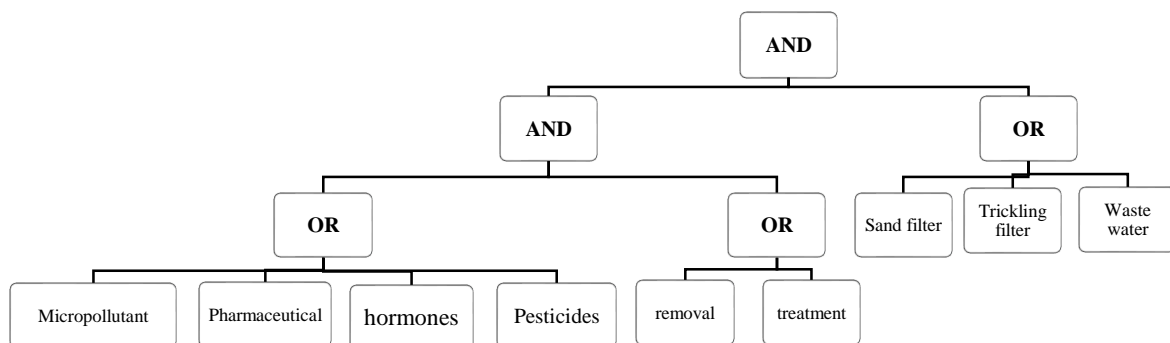 AND
AND
OR
OR
OR
Sand filter
Trickling
filter
Waste
water
Micropollutant
Pharmaceutical
hormones
Pesticides
removal
treatment